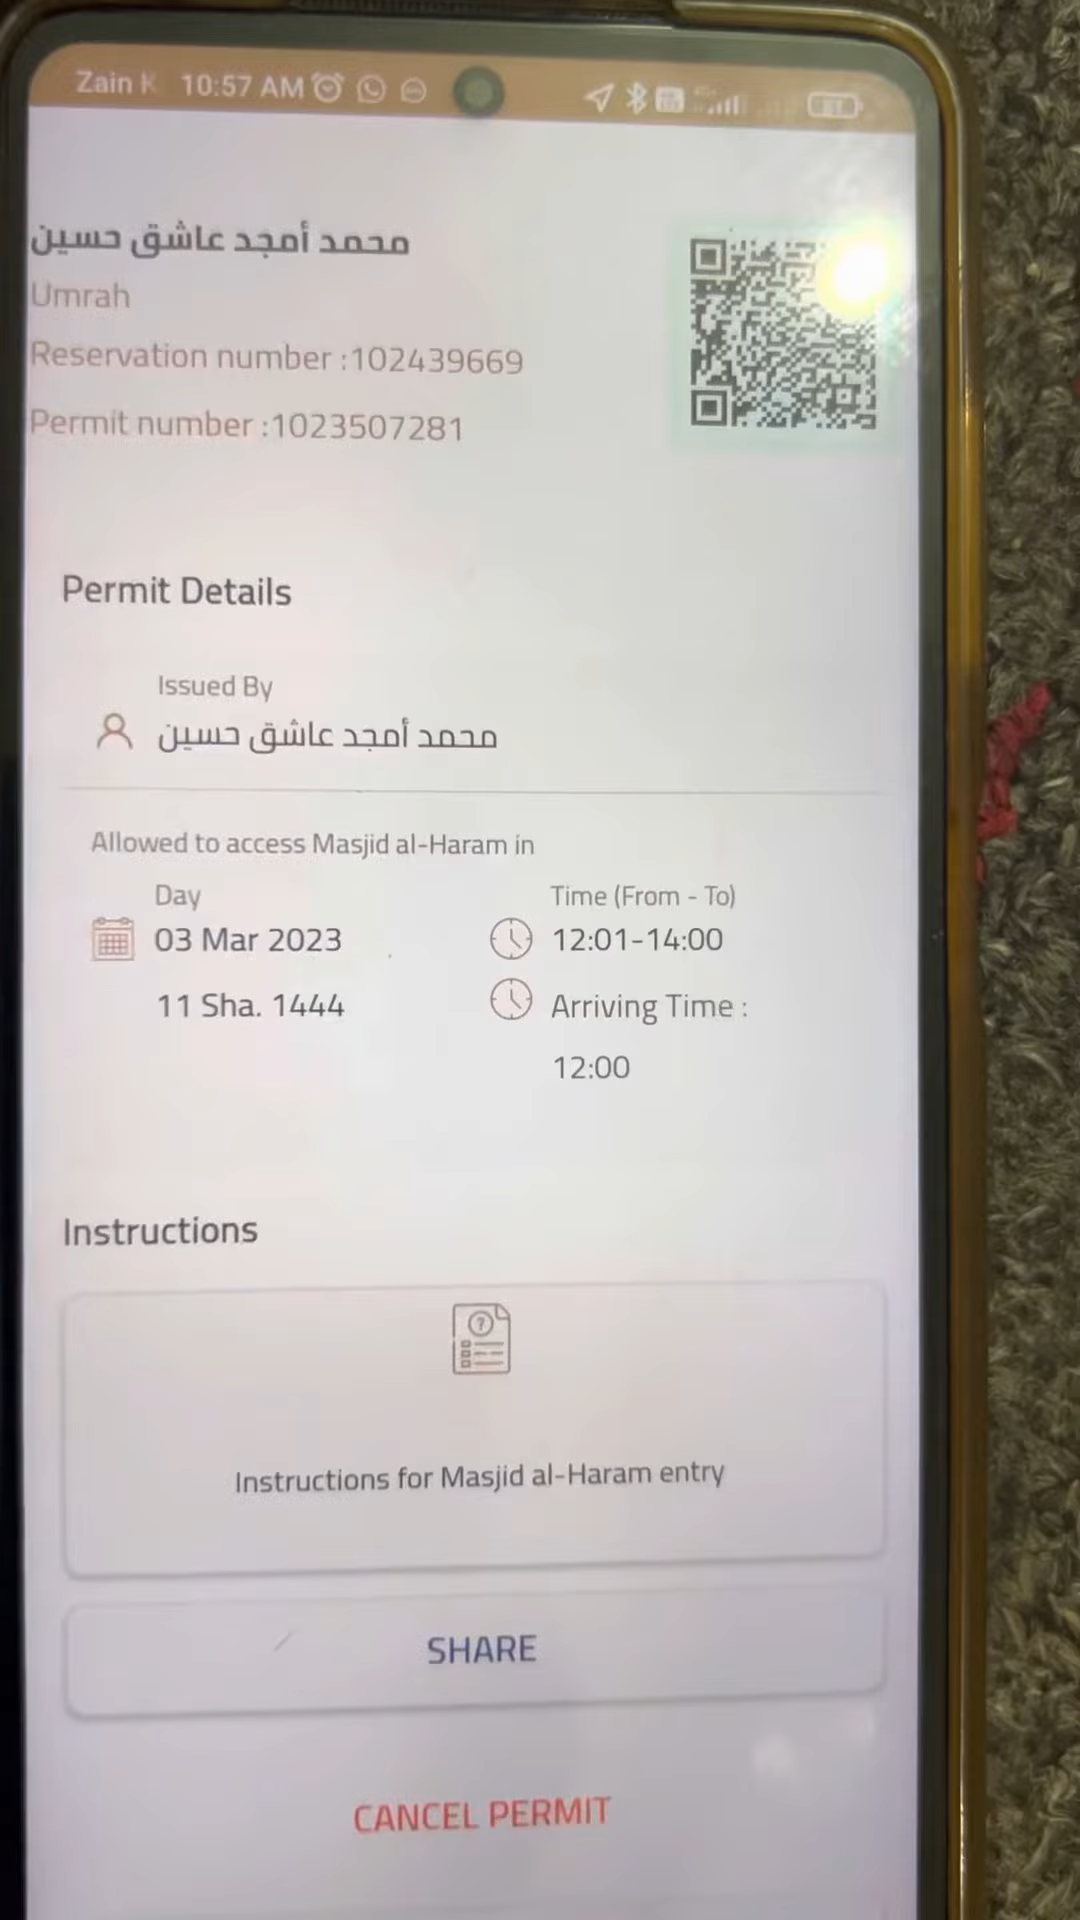 Zain K 10:57 AM
محمد أمجد عاشق حسين
Umrah
Reservation number :102439669
Permit number :1023507281
Permit Details
Issued By
محمد أمجد عاشق حسين
Allowed to access Masjid al-Haram in
Day
Time (From - To)
03 Mar 2023
12:01-14:00
11 Sha. 1444
Arriving Time :
12:00
Instructions
Instructions for Masjid al-Haram entry
SHARE
CANCEL PERMIT